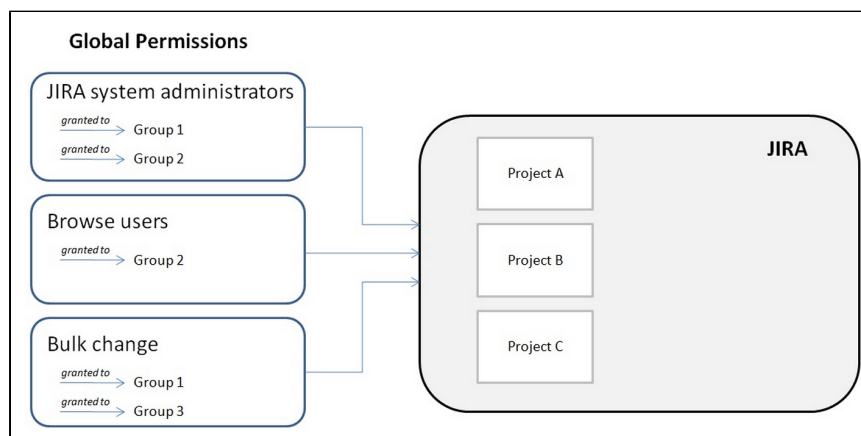 Global Permissions
JIRA system administrators
granted to Group 1
granted to Group 2
Browse users
granted to Group 2
Bulk change
granted to Group 1
granted to Group 3
JIRA
Project A
Project B
Project C